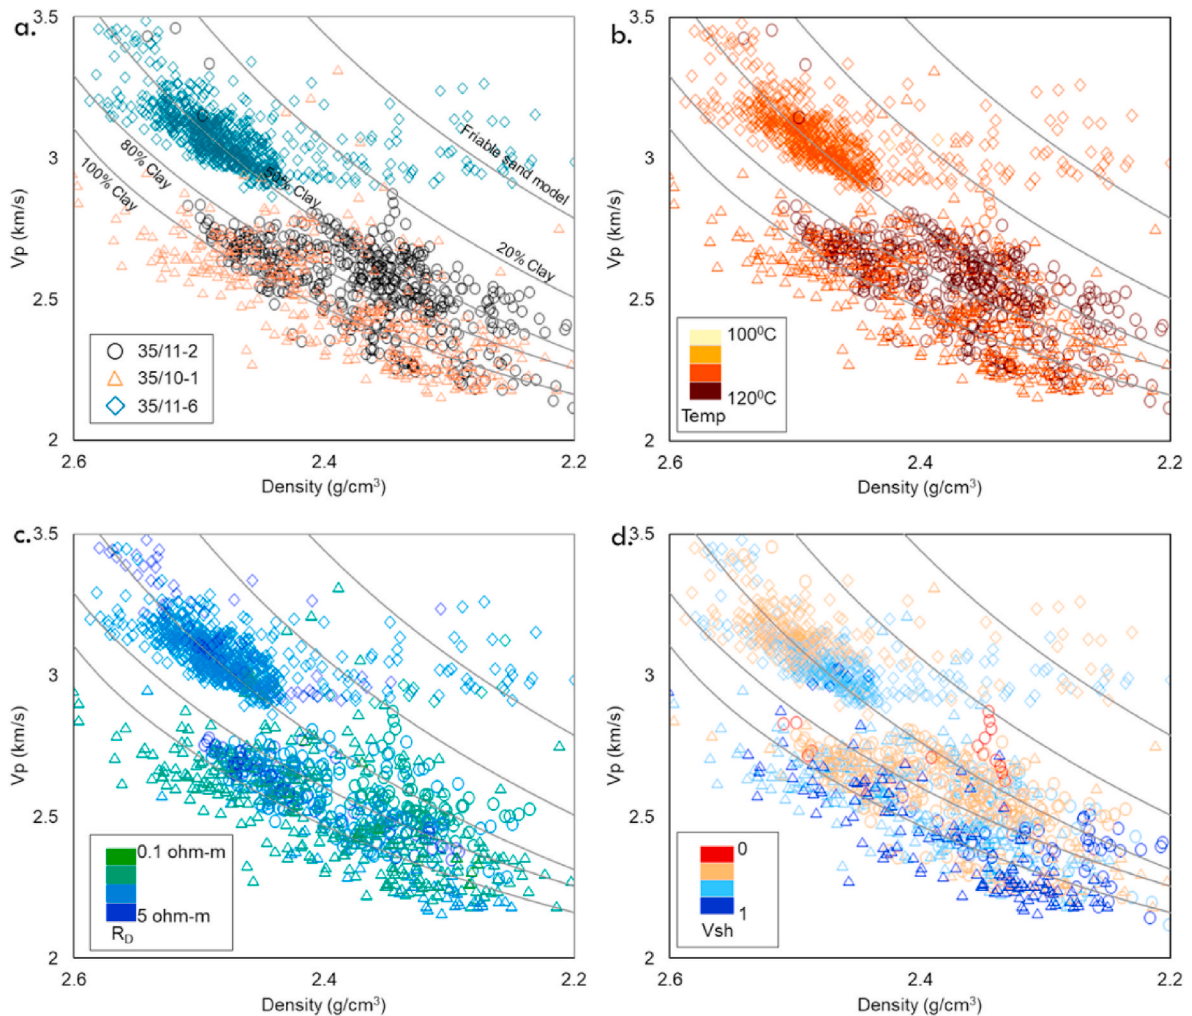 a.
3.5
3
2.5
2
Vp (km/s)
100% Clay
80% Clay
50% Clay
20% Clay
Friable sand model
35/11-2
35/10-1
35/11-6
2.6
2.4
2.2
Density (g/cm³)
b.
3.5
3
2.5
2
Vp (km/s)
100⁰C
120⁰C
Temp
2.6
2.4
2.2
Density (g/cm³)
c.
3.5
3
2.5
2
Vp (km/s)
0.1 ohm-m
5 ohm-m
R_D
2.6
2.4
2.2
Density (g/cm³)
d.
3.5
3
2.5
2
Vp (km/s)
0
1
Vsh
2.6
2.4
2.2
Density (g/cm³)